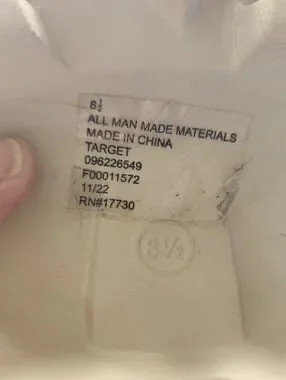 8½
ALL MAN MADE MATERIALS
MADE IN CHINA
TARGET
096226549
F00011572
11/22
RN#17730
8½